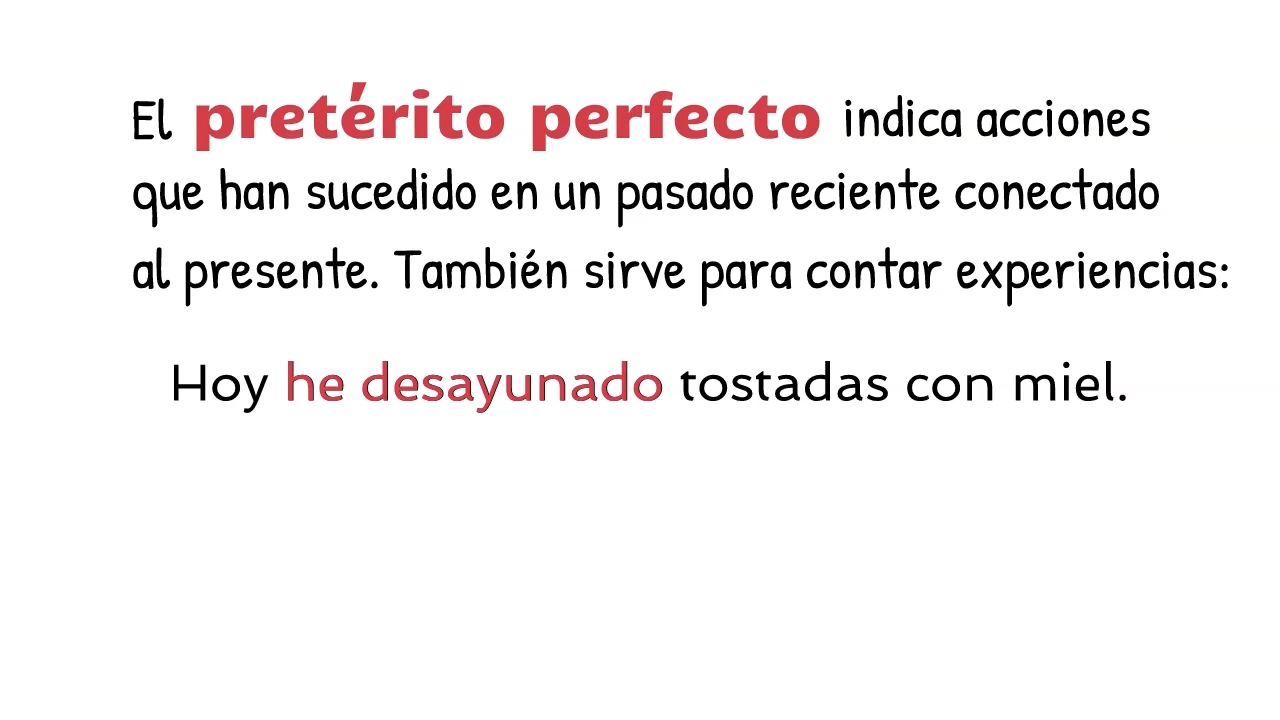 El pretérito perfecto indica acciones
que han sucedido en un pasado reciente conectado
al presente. También sirve para contar experiencias:
Hoy he desayunado tostadas con miel.